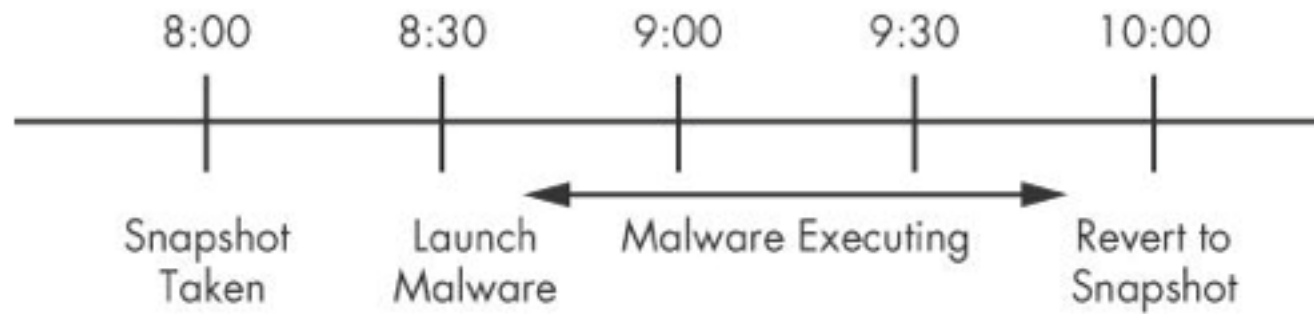 8:00 8:30 9:00 9:30 10:00
Snapshot Launch Malware Executing Revert to
Taken Malware Snapshot